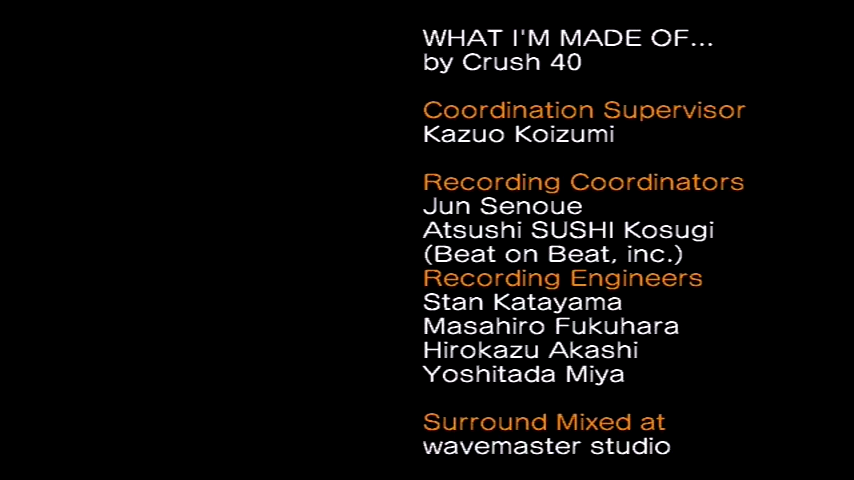 WHAT I'M MADE OF...
by Crush 40
Coordination Supervisor
Kazuo Koizumi
Recording Coordinators
Jun Senoue
Atsushi SUSHI Kosugi
(Beat on Beat, inc.)
Recording Engineers
Stan Katayama
Masahiro Fukuhara
Hirokazu Akashi
Yoshitada Miya
Surround Mixed at
wavemaster studio